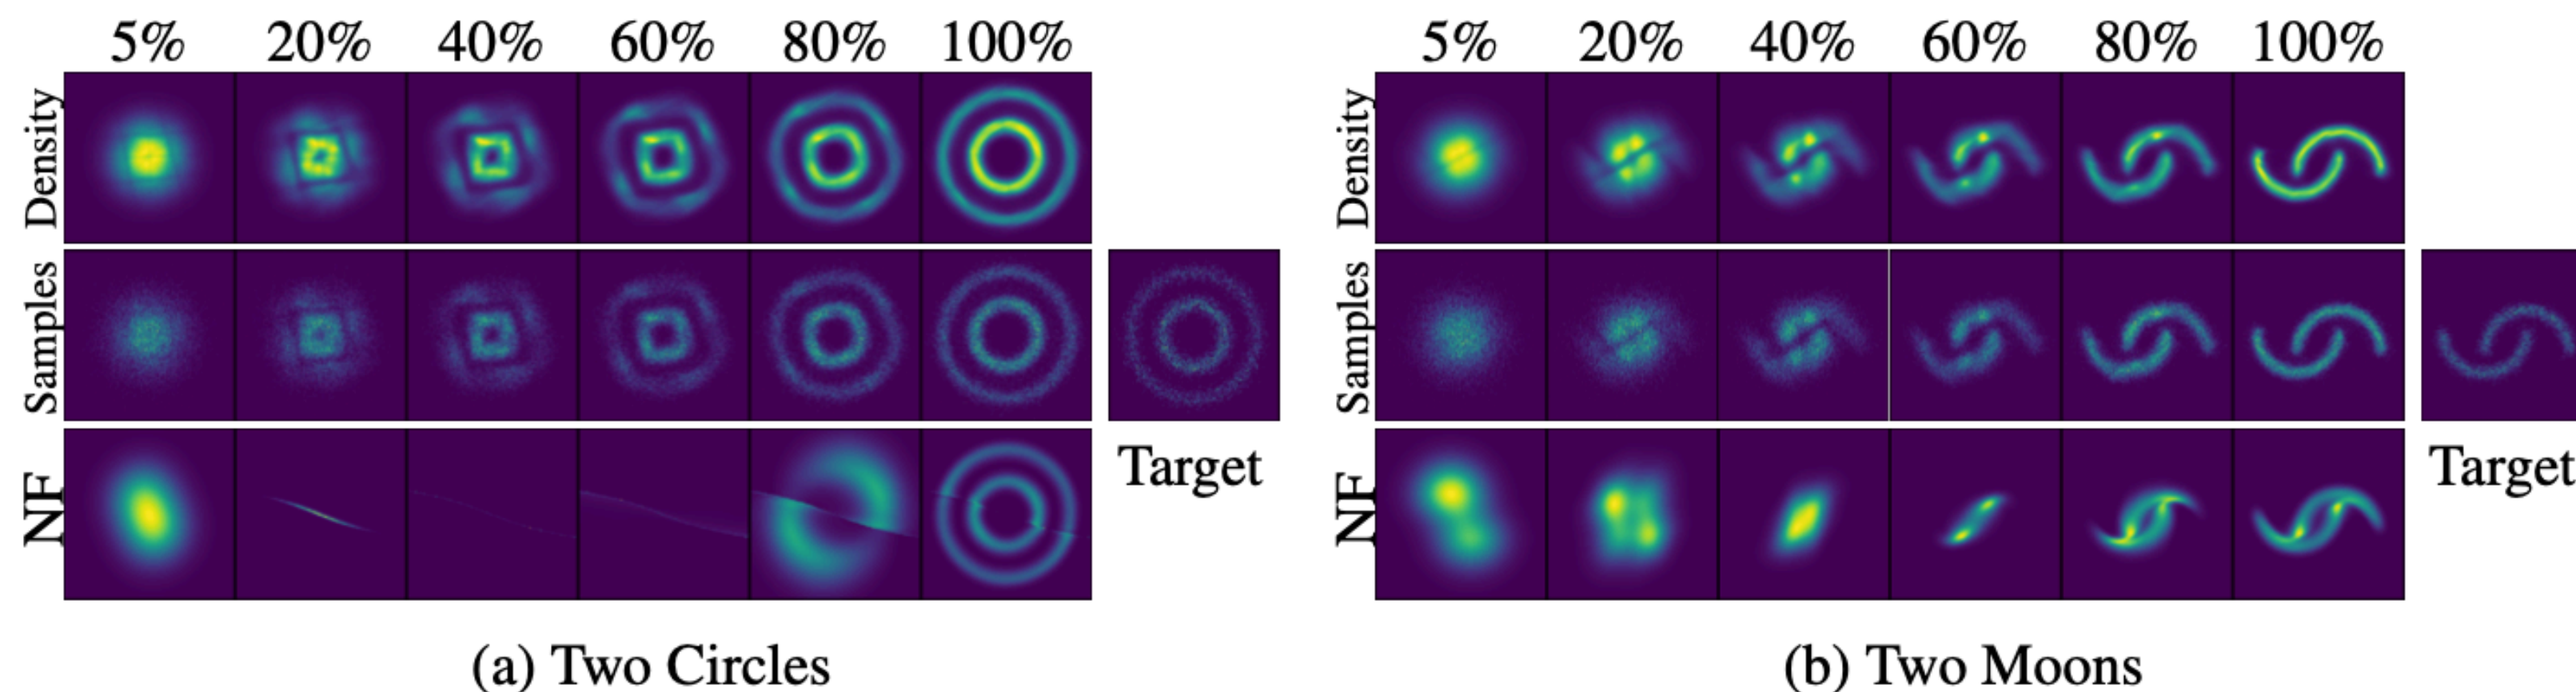 5% 20% 40% 60% 80% 100%
Density
Samples
NF
Target
(a) Two Circles
5% 20% 40% 60% 80% 100%
Density
Samples
NF
Target
(b) Two Moons